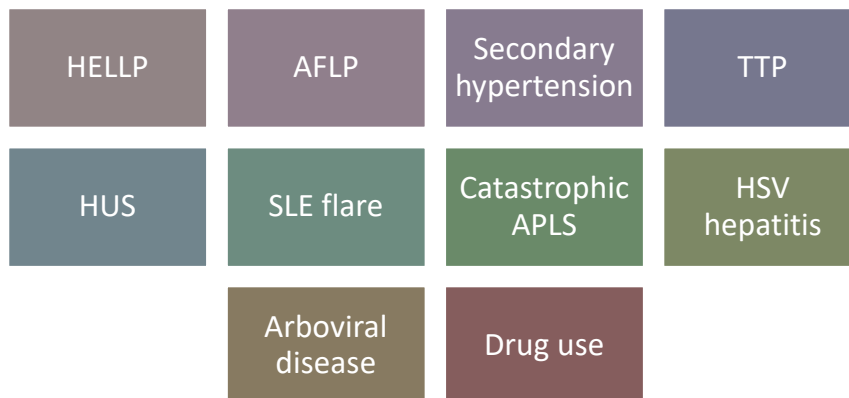 HELLP
AFLP
Secondary
hypertension
TTP
HUS
SLE flare
Catastrophic
APLS
HSV
hepatitis
Arboviral
disease
Drug use